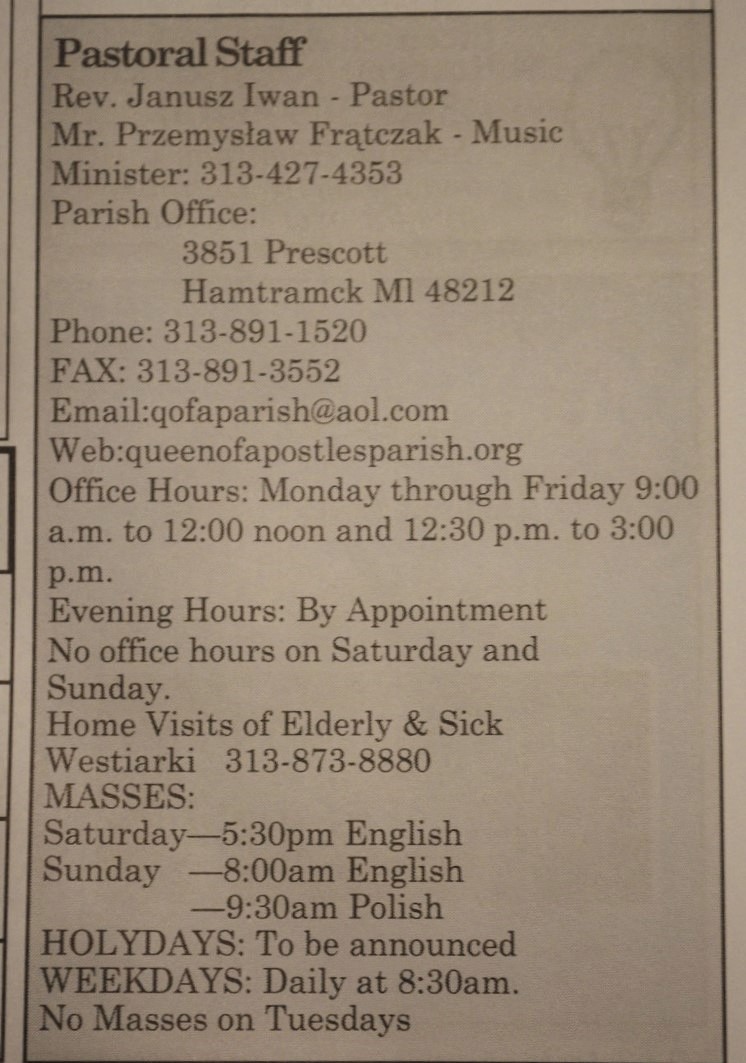 Pastoral Staff
Rev. Janusz Iwan - Pastor
Mr. Przemysław Frątczak - Music
Minister: 313-427-4353
Parish Office:
3851 Prescott
Hamtramck Ml 48212
Phone: 313-891-1520
FAX: 313-891-3552
Email:qofaparish@aol.com
Web:queenofapostlesparish.org
Office Hours: Monday through Friday 9:00
a.m. to 12:00 noon and 12:30 p.m. to 3:00
p.m.
Evening Hours: By Appointment
No office hours on Saturday and
Sunday.
Home Visits of Elderly & Sick
Westiarki 313-873-8880
MASSES:
Saturday—5:30pm English
Sunday —8:00am English
—9:30am Polish
HOLYDAYS: To be announced
WEEKDAYS: Daily at 8:30am.
No Masses on Tuesdays